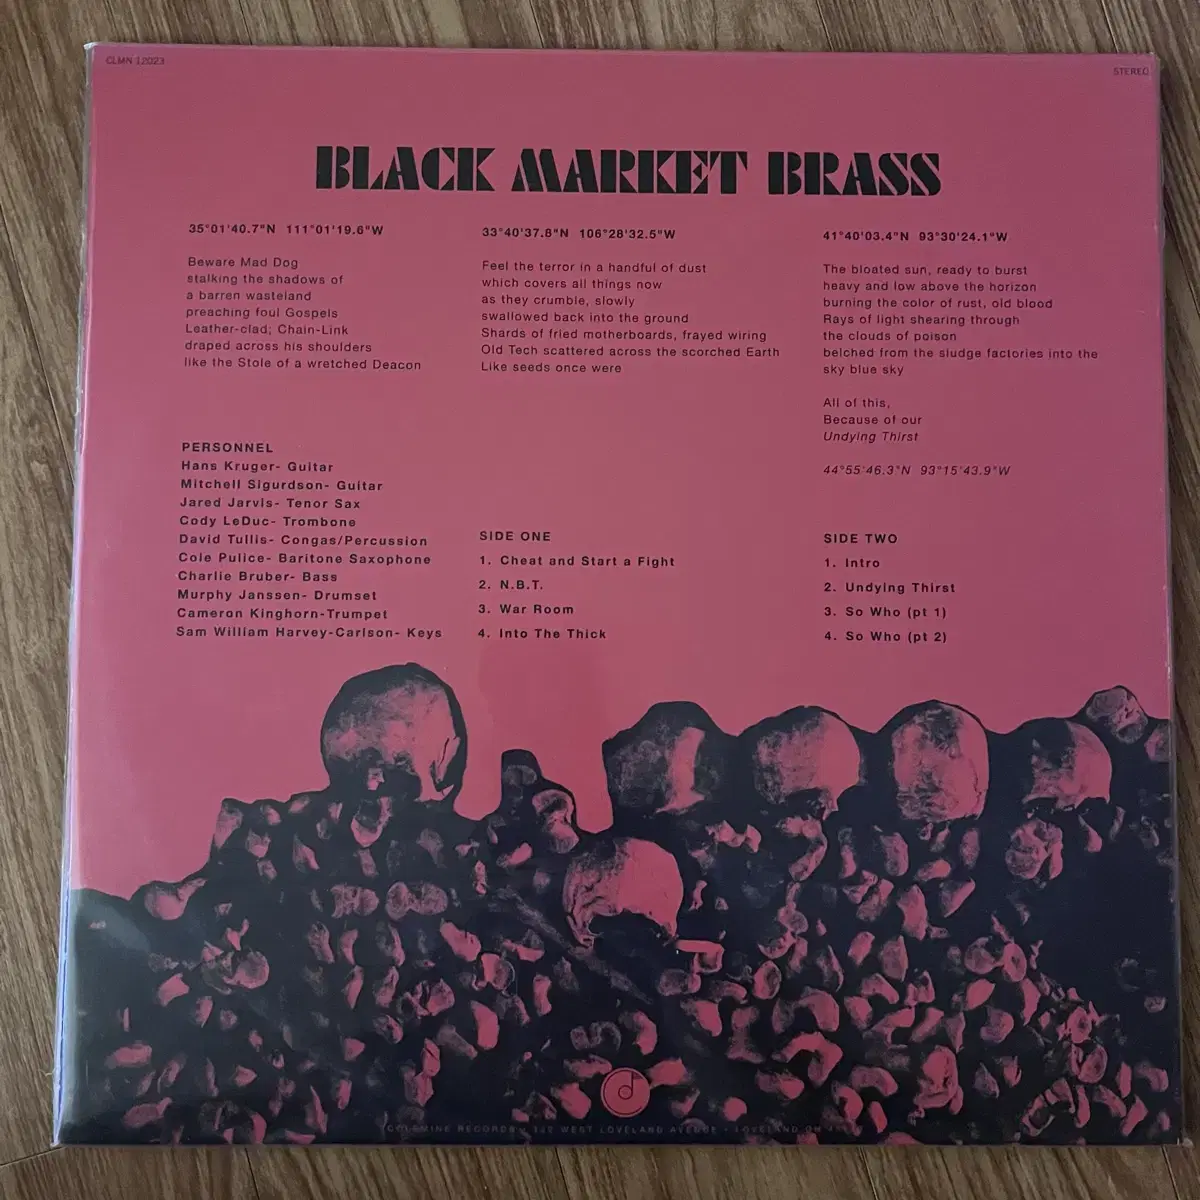 CLMN 12023
STEREO
BLACK MARKET BRASS
35°01'40.7"N 111°01'19.6"W
Beware Mad Dog
stalking the shadows of
a barren wasteland
preaching foul Gospels
Leather-clad; Chain-Link
draped across his shoulders
like the Stole of a wretched Deacon
33°40'37.8"N 106°28'32.5"W
Feel the terror in a handful of dust
which covers all things now
as they crumble, slowly
swallowed back into the ground
Shards of fried motherboards, frayed wiring
Old Tech scattered across the scorched Earth
Like seeds once were
41°40'03.4"N 93°30'24.1"W
The bloated sun, ready to burst
heavy and low above the horizon
burning the color of rust, old blood
Rays of light shearing through
the clouds of poison
belched from the sludge factories into the
sky blue sky
All of this,
Because of our
Undying Thirst
44°55'46.3"N 93°15'43.9"W
PERSONNEL
Hans Kruger- Guitar
Mitchell Sigurdson- Guitar
Jared Jarvis- Tenor Sax
Cody LeDuc- Trombone
David Tullis- Congas/Percussion
Cole Pulice- Baritone Saxophone
Charlie Bruber- Bass
Murphy Janssen- Drumset
Cameron Kinghorn-Trumpet
Sam William Harvey-Carlson- Keys
SIDE ONE
1. Cheat and Start a Fight
2. N.B.T.
3. War Room
4. Into The Thick
SIDE TWO
1. Intro
2. Undying Thirst
3. So Who (pt 1)
4. So Who (pt 2)
COLEMINE RECORDS WEST LOVELAND AVENUE • LOVELAND OH